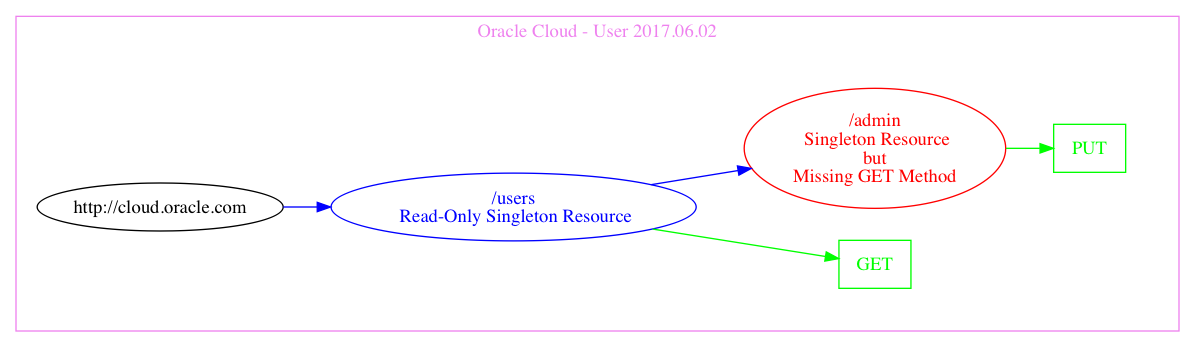 Oracle Cloud - User 2017.06.02
http://cloud.oracle.com
/users
Read-Only Singleton Resource
/admin
Singleton Resource
but
Missing GET Method
PUT
GET